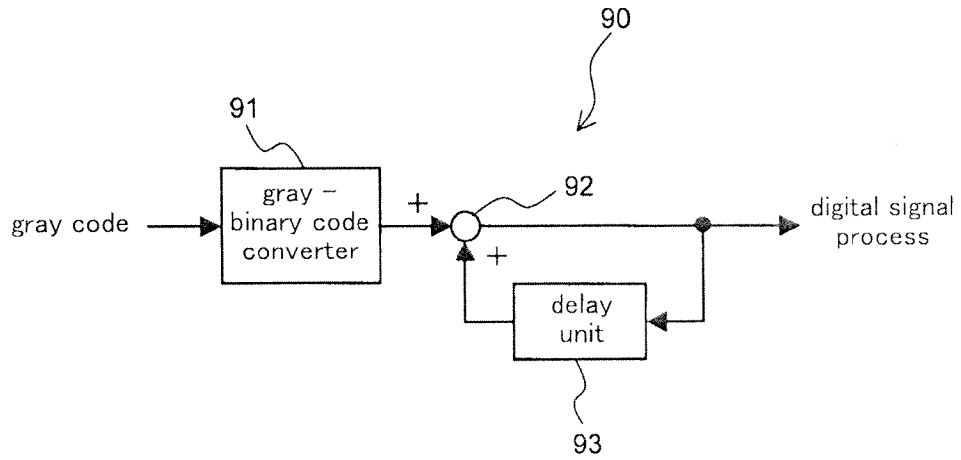 90
91
gray –
binary code
converter
gray code
+
92
+
digital signal
process
delay
unit
93